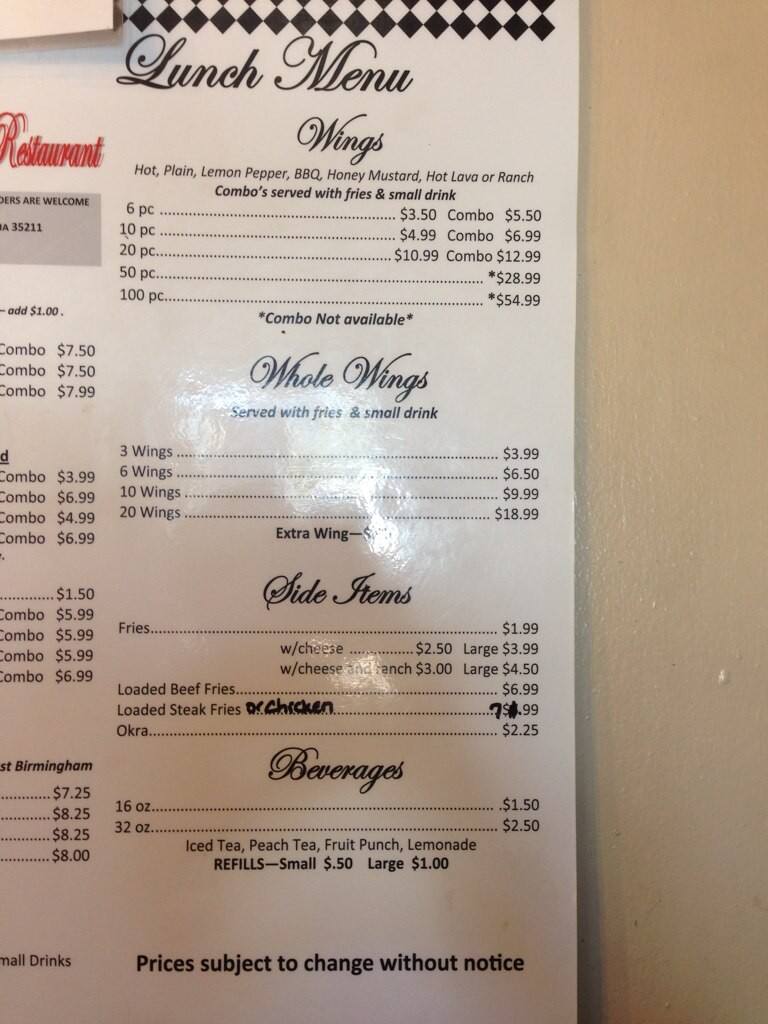 Restaurant
DERS ARE WELCOME
35211
– add $1.00 .
Combo $7.50
Combo $7.50
Combo $7.99
Combo $3.99
Combo $6.99
Combo $4.99
Combo $6.99
......... $1.50
Combo $5.99
Combo $5.99
Combo $5.99
Combo $6.99
st Birmingham
........... $7.25
........... $8.25
........... $8.25
........... $8.00
mall Drinks
Lunch Menu
Wings
Hot, Plain, Lemon Pepper, BBQ, Honey Mustard, Hot Lava or Ranch
Combo's served with fries & small drink
6 pc ........ $3.50 Combo $5.50
10 pc ........ $4.99 Combo $6.99
20 pc........ $10.99 Combo $12.99
50 pc........ *$28.99
100 pc........ *$54.99
*Combo Not available*
Whole Wings
Served with fries & small drink
3 Wings ........ $3.99
6 Wings ........ $6.50
10 Wings ........ $9.99
20 Wings ........ $18.99
Extra Wing—$
Side Items
Fries........ $1.99
w/cheese ........ $2.50 Large $3.99
w/cheese and ranch $3.00 Large $4.50
Loaded Beef Fries........ $6.99
Loaded Steak Fries or Chicken ........ 7.99
Okra........ $2.25
Beverages
16 oz........ $1.50
32 oz........ $2.50
Iced Tea, Peach Tea, Fruit Punch, Lemonade
REFILLS—Small $.50 Large $1.00
Prices subject to change without notice